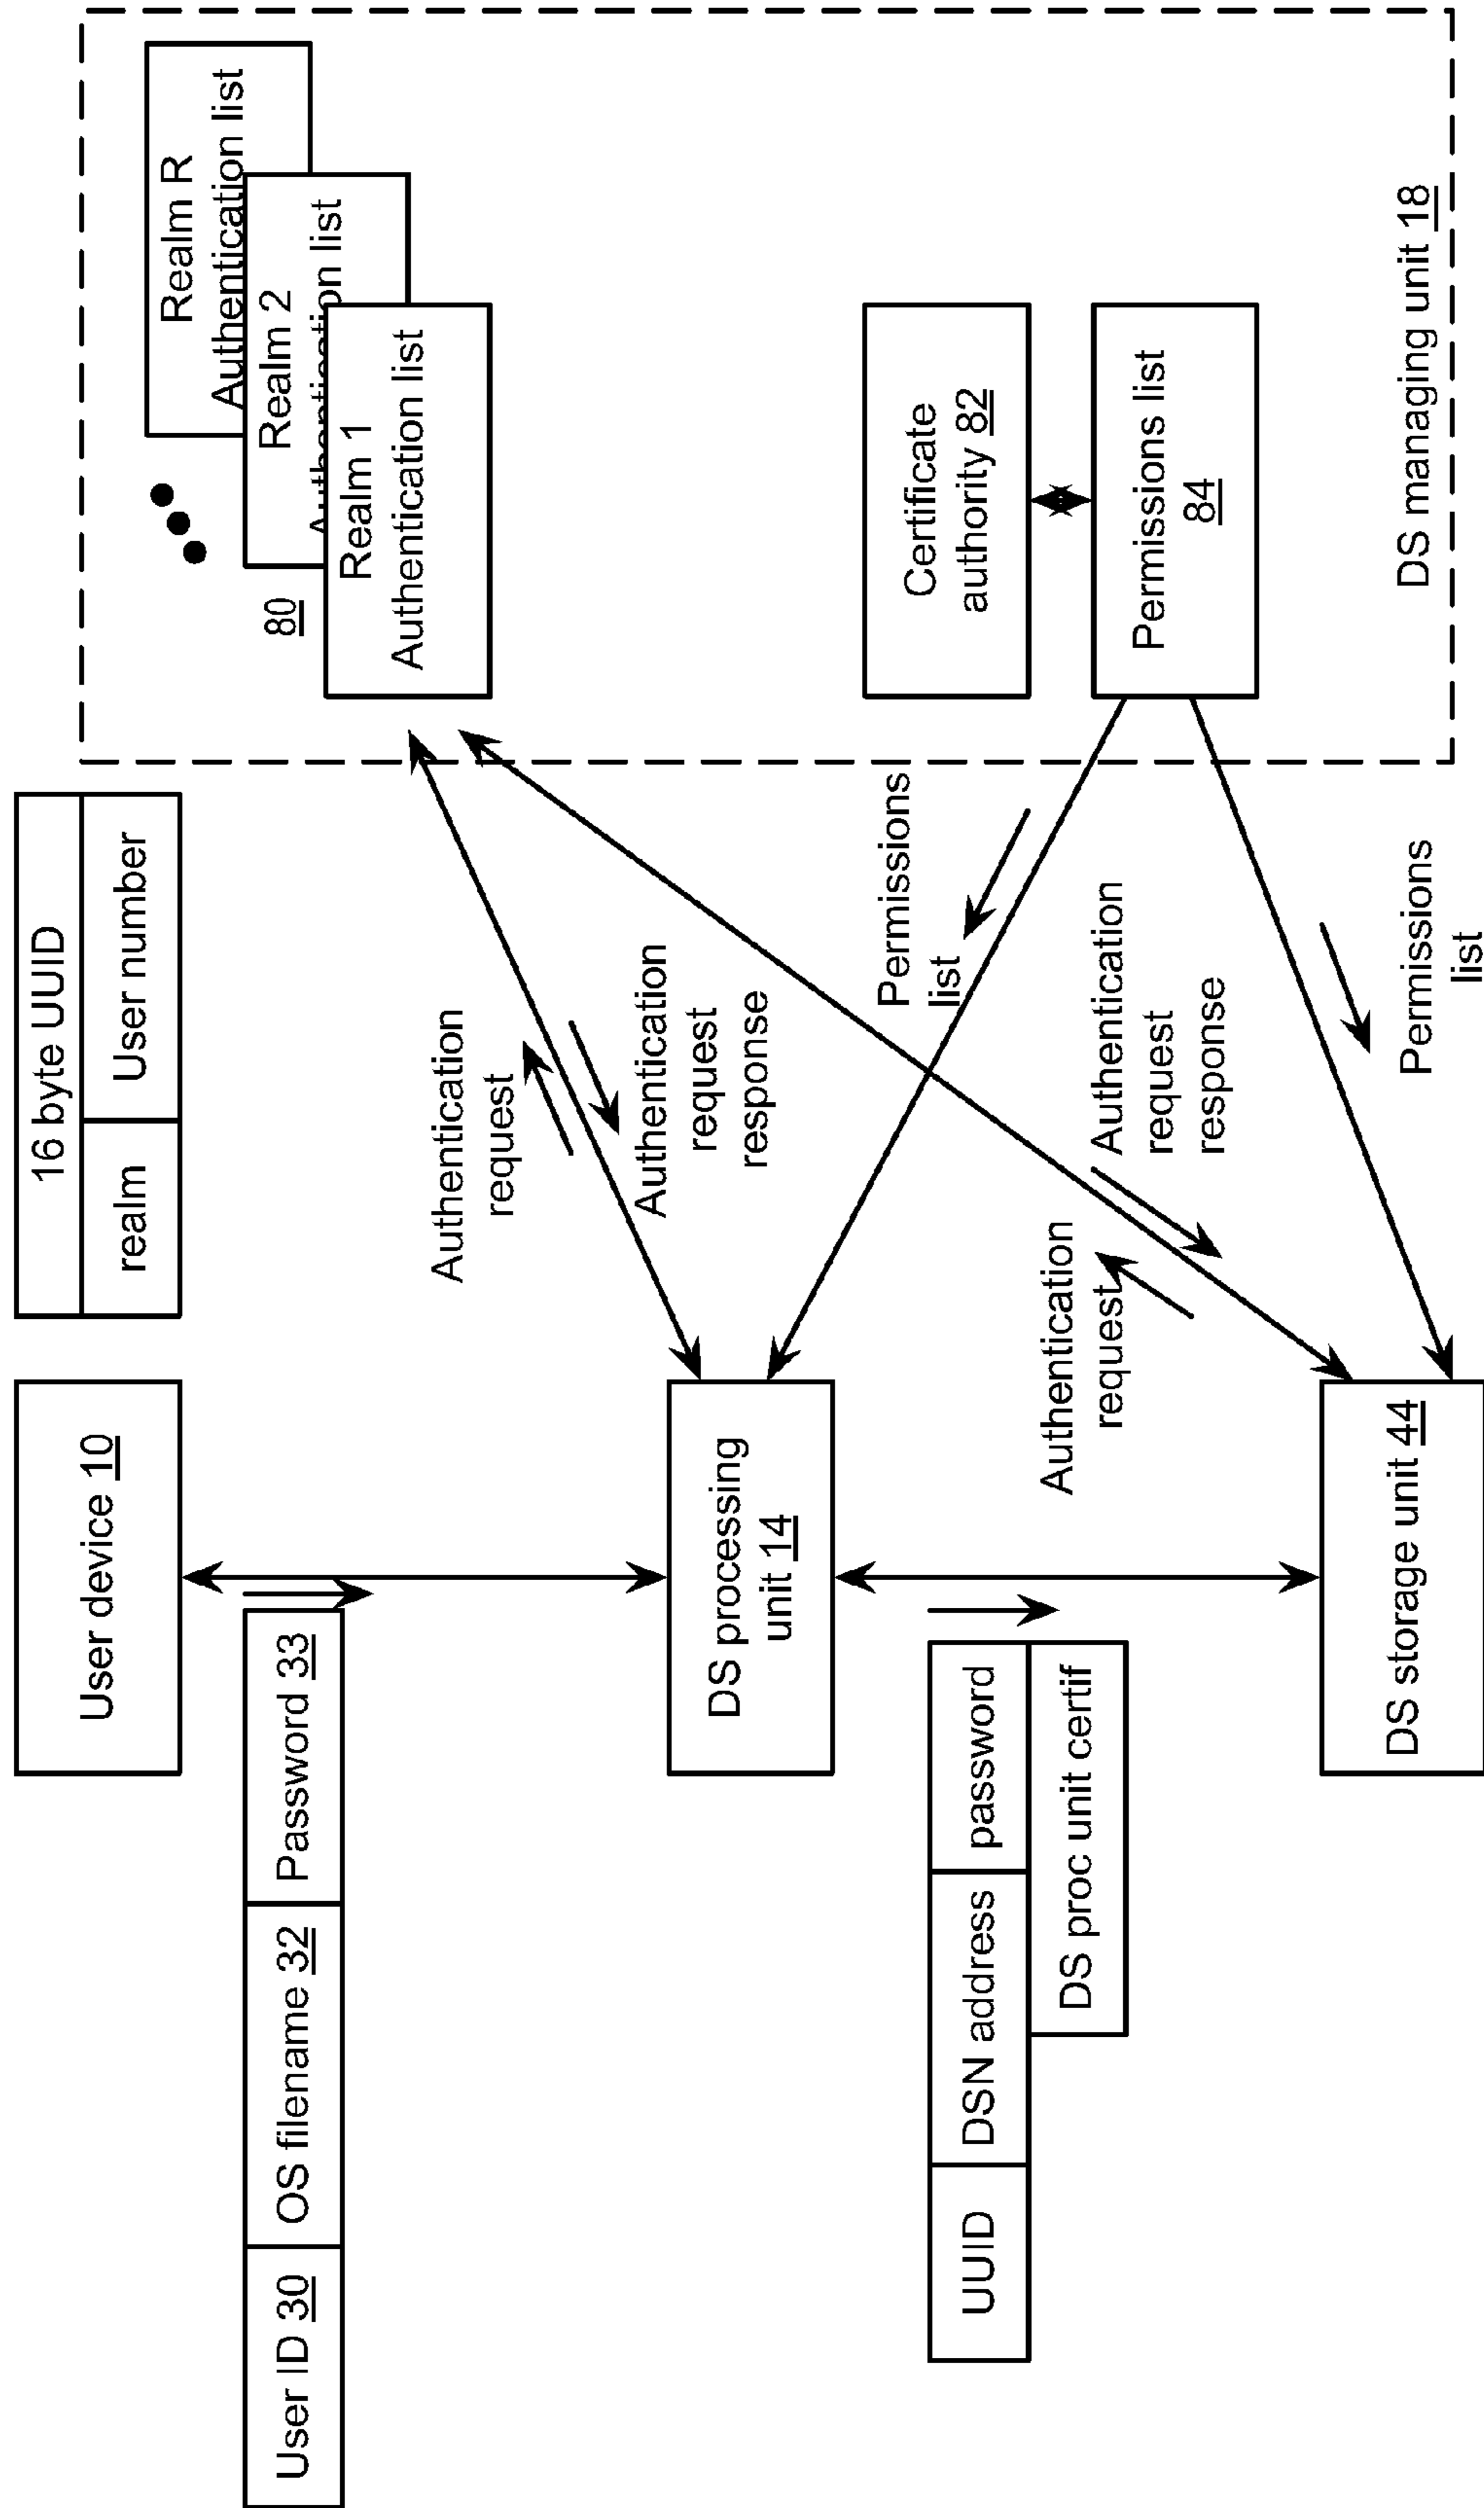 User device 10
16 byte UUID
realm
User number
User ID 30
OS filename 32
Password 33
Authentication
request
Authentication
request
response
Realm R
Authentication list
Realm 2
Authentication list
80
Realm 1
Authentication list
DS processing
unit 14
Permissions
list
Certificate
authority 82
Permissions list
84
UUID
DSN address
password
DS proc unit certif
Authentication
request
Authentication
request
response
DS storage unit 44
Permissions
list
DS managing unit 18